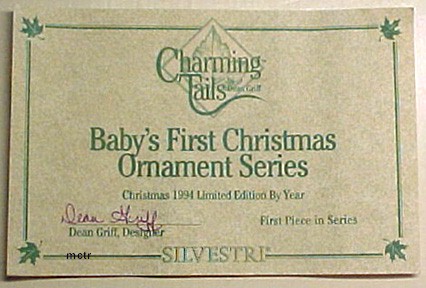 Charming
Tails
Dean Griff
Baby's First Christmas
Ornament Series
Christmas 1994 Limited Edition By Year
Dean Griff
First Piece in Series
Dean Griff, Designer
SILVESTRI
mctr